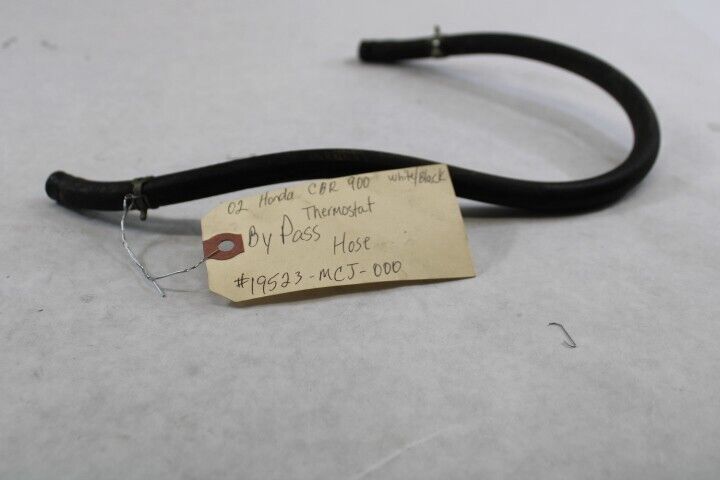 02 Honda CBR 900 White/Black
Thermostat
By Pass Hose
#19523-MCJ-000